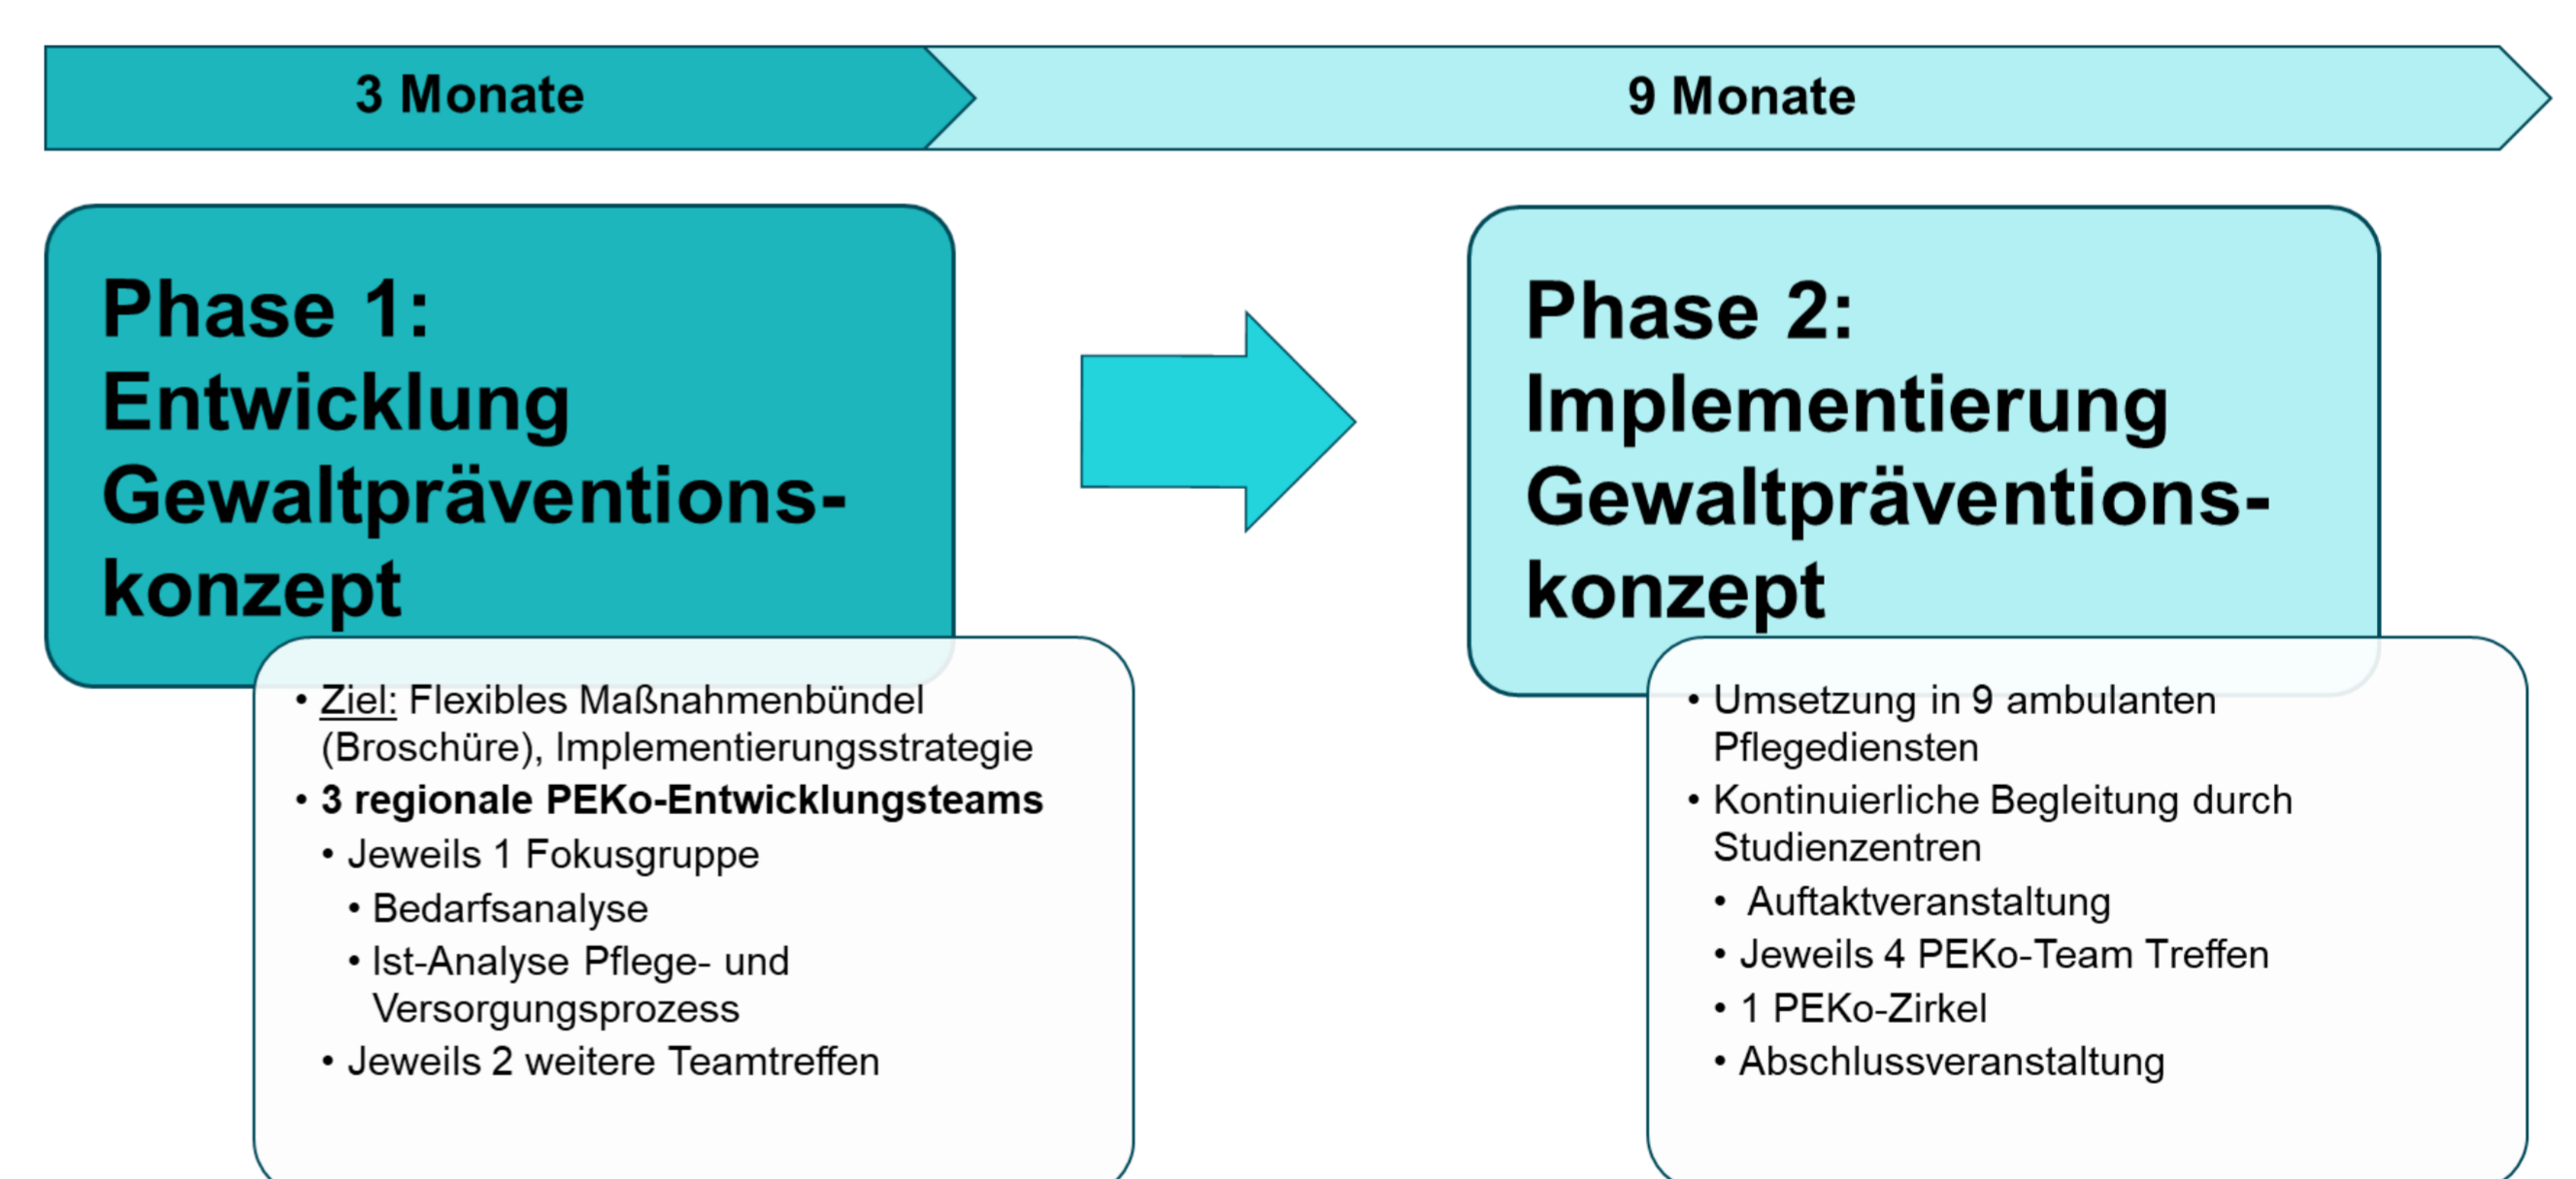 3 Monate
9 Monate
Phase 1:
Entwicklung
Gewaltpräventions-
konzept
• Ziel: Flexibles Maßnahmenbündel
(Broschüre), Implementierungsstrategie
• 3 regionale PEKo-Entwicklungsteams
• Jeweils 1 Fokusgruppe
• Bedarfsanalyse
• Ist-Analyse Pflege- und
Versorgungsprozess
• Jeweils 2 weitere Teamtreffen
Phase 2:
Implementierung
Gewaltpräventions-
konzept
• Umsetzung in 9 ambulanten
Pflegediensten
• Kontinuierliche Begleitung durch
Studienzentren
• Auftaktveranstaltung
• Jeweils 4 PEKo-Team Treffen
• 1 PEKo-Zirkel
• Abschlussveranstaltung